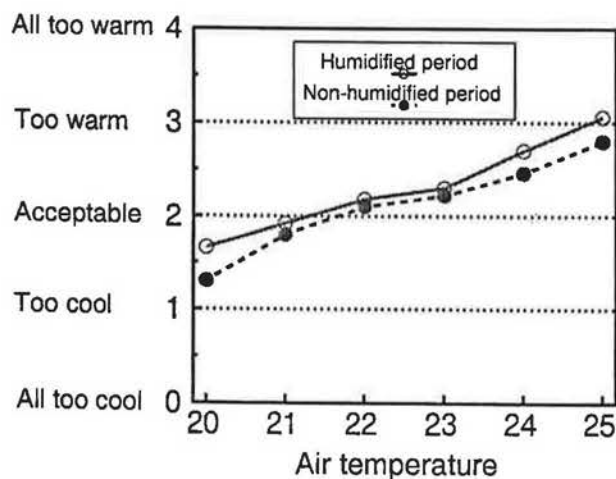 All too warm 4
Humidified period
Non-humidified period
Too warm 3
Acceptable 2
Too cool 1
All too cool 0
20 21 22 23 24 25
Air temperature